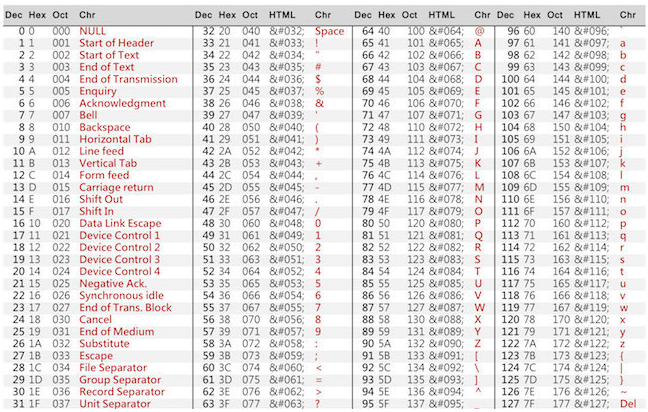 Dec Hex Oct Chr Dec Hex Oct HTML Chr Dec Hex Oct HTML Chr Dec Hex Oct HTML Chr
0 0 000 NULL 32 20 040 &#032; Space 64 40 100 &#064; @ 96 60 140 &#096; `
1 1 001 Start of Header 33 21 041 &#033; ! 65 41 101 &#065; A 97 61 141 &#097; a
2 2 002 Start of Text 34 22 042 &#034; " 66 42 102 &#066; B 98 62 142 &#098; b
3 3 003 End of Text 35 23 043 &#035; # 67 43 103 &#067; C 99 63 143 &#099; c
4 4 004 End of Transmission 36 24 044 &#036; $ 68 44 104 &#068; D 100 64 144 &#100; d
5 5 005 Enquiry 37 25 045 &#037; % 69 45 105 &#069; E 101 65 145 &#101; e
6 6 006 Acknowledgment 38 26 046 &#038; & 70 46 106 &#070; F 102 66 146 &#102; f
7 7 007 Bell 39 27 047 &#039; ' 71 47 107 &#071; G 103 67 147 &#103; g
8 8 010 Backspace 40 28 050 &#040; ( 72 48 110 &#072; H 104 68 150 &#104; h
9 9 011 Horizontal Tab 41 29 051 &#041; ) 73 49 111 &#073; I 105 69 151 &#105; i
10 A 012 Line feed 42 2A 052 &#042; * 74 4A 112 &#074; J 106 6A 152 &#106; j
11 B 013 Vertical Tab 43 2B 053 &#043; + 75 4B 113 &#075; K 107 6B 153 &#107; k
12 C 014 Form feed 44 2C 054 &#044; , 76 4C 114 &#076; L 108 6C 154 &#108; l
13 D 015 Carriage return 45 2D 055 &#045; - 77 4D 115 &#077; M 109 6D 155 &#109; m
14 E 016 Shift Out 46 2E 056 &#046; . 78 4E 116 &#078; N 110 6E 156 &#110; n
15 F 017 Shift In 47 2F 057 &#047; / 79 4F 117 &#079; O 111 6F 157 &#111; o
16 10 020 Data Link Escape 48 30 060 &#048; 0 80 50 120 &#080; P 112 70 160 &#112; p
17 11 021 Device Control 1 49 31 061 &#049; 1 81 51 121 &#081; Q 113 71 161 &#113; q
18 12 022 Device Control 2 50 32 062 &#050; 2 82 52 122 &#082; R 114 72 162 &#114; r
19 13 023 Device Control 3 51 33 063 &#051; 3 83 53 123 &#083; S 115 73 163 &#115; s
20 14 024 Device Control 4 52 34 064 &#052; 4 84 54 124 &#084; T 116 74 164 &#116; t
21 15 025 Negative Ack. 53 35 065 &#053; 5 85 55 125 &#085; U 117 75 165 &#117; u
22 16 026 Synchronous idle 54 36 066 &#054; 6 86 56 126 &#086; V 118 76 166 &#118; v
23 17 027 End of Trans. Block 55 37 067 &#055; 7 87 57 127 &#087; W 119 77 167 &#119; w
24 18 030 Cancel 56 38 070 &#056; 8 88 58 130 &#088; X 120 78 170 &#120; x
25 19 031 End of Medium 57 39 071 &#057; 9 89 59 131 &#089; Y 121 79 171 &#121; y
26 1A 032 Substitute 58 3A 072 &#058; : 90 5A 132 &#090; Z 122 7A 172 &#122; z
27 1B 033 Escape 59 3B 073 &#059; ; 91 5B 133 &#091; [ 123 7B 173 &#123; {
28 1C 034 File Separator 60 3C 074 &#060; < 92 5C 134 &#092; \ 124 7C 174 &#124; |
29 1D 035 Group Separator 61 3D 075 &#061; = 93 5D 135 &#093; ] 125 7D 175 &#125; }
30 1E 036 Record Separator 62 3E 076 &#062; > 94 5E 136 &#094; ^ 126 7E 176 &#126; ~
31 1F 037 Unit Separator 63 3F 077 &#063; ? 95 5F 137 &#095; _ 127 7F 177 &#127; Del